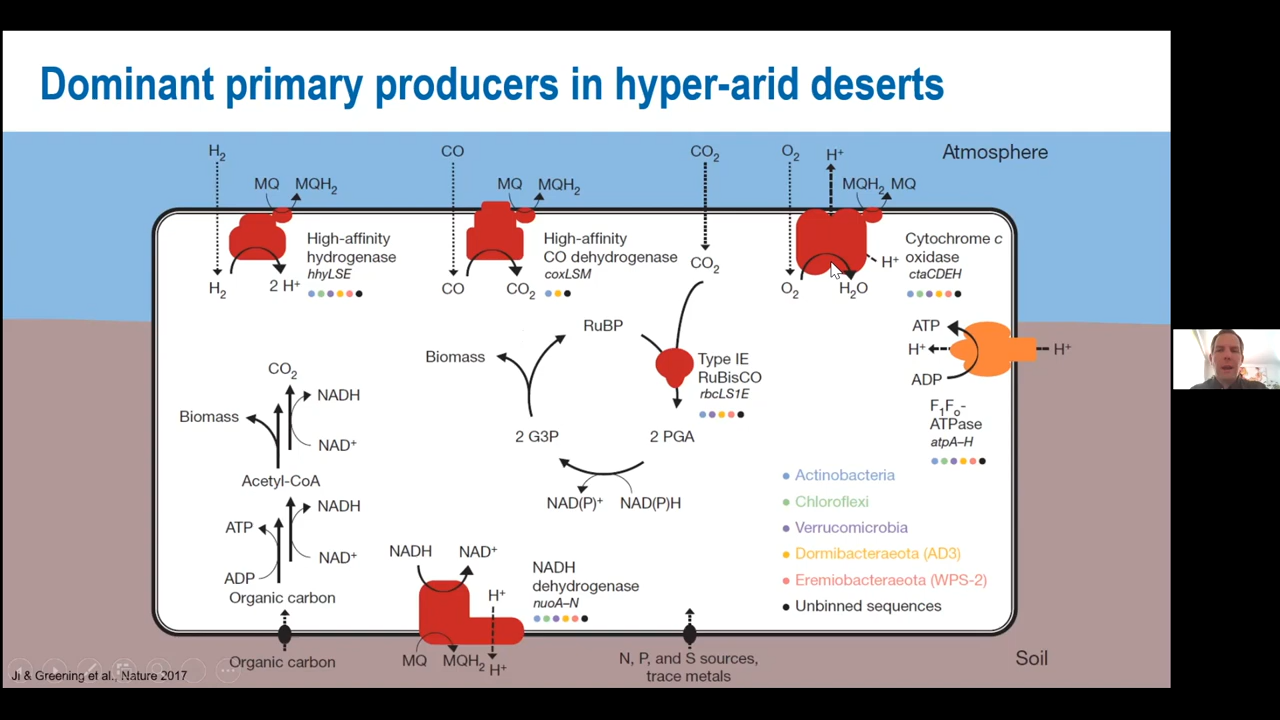 Dominant primary producers in hyper-arid deserts
H₂
CO
CO₂
O₂
H⁺
Atmosphere
MQ
MQH₂
MQ
MQH₂
MQH₂
MQ
High-affinity
hydrogenase
hhyLSE
High-affinity
CO dehydrogenase
coxLSM
Cytochrome c
oxidase
ctaCDEH
H₂
2 H⁺
CO
CO₂
CO₂
O₂
H₂O
H⁺
RuBP
Biomass
Type IE
RuBisCO
rbcLS1E
2 G3P
2 PGA
NAD(P)⁺
NAD(P)H
ATP
H⁺
H⁺
ADP
F₁Fₒ-
ATPase
atpA–H
CO₂
NADH
Biomass
NAD⁺
Acetyl-CoA
NADH
ATP
NAD⁺
ADP
Organic carbon
Organic carbon
NADH
NAD⁺
NADH
dehydrogenase
nuoA–N
H⁺
MQ
MQH₂
H⁺
N, P, and S sources,
trace metals
Actinobacteria
Chloroflexi
Verrucomicrobia
Dormibacteraeota (AD3)
Eremiobacteraeota (WPS-2)
Unbinned sequences
Soil
Ji & Greening et al., Nature 2017